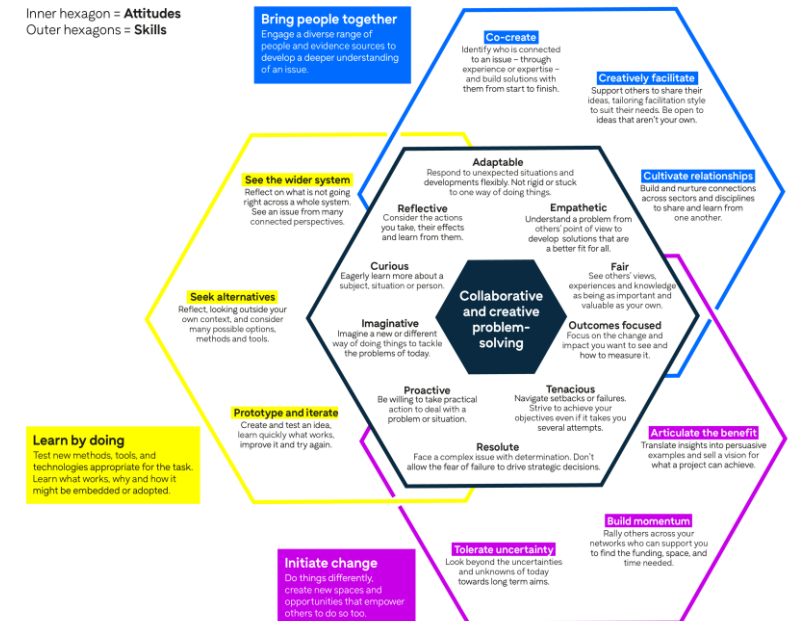 Inner hexagon = Attitudes
Outer hexagons = Skills
Bring people together
Engage a diverse range of
people and evidence sources to
develop a deeper understanding
of an issue.
Co-create
Identify who is connected
to an issue – through
experience or expertise –
and build solutions with
them from start to finish.
Creatively facilitate
Support others to share their
ideas, tailoring facilitation style
to suit their needs. Be open to
ideas that aren't your own.
Cultivate relationships
Build and nurture connections
across sectors and disciplines
to share and learn from
one another.
See the wider system
Reflect on what is not going
right across a whole system.
See an issue from many
connected perspectives.
Seek alternatives
Reflect, looking outside your
own context, and consider
many possible options,
methods and tools.
Prototype and iterate
Create and test an idea,
learn quickly what works,
improve it and try again.
Learn by doing
Test new methods, tools, and
technologies appropriate for the task.
Learn what works, why and how it
might be embedded or adopted.
Adaptable
Respond to unexpected situations and
developments flexibly. Not rigid or stuck
to one way of doing things.
Reflective
Consider the actions
you take, their effects
and learn from them.
Empathetic
Understand a problem from
others' point of view to
develop solutions that are
a better fit for all.
Curious
Eagerly learn more about a
subject, situation or person.
Fair
See others' views,
experiences and knowledge
as being as important and
valuable as your own.
Collaborative
and creative
problem-
solving
Imaginative
Imagine a new or different
way of doing things to tackle
the problems of today.
Outcomes focused
Focus on the change and
impact you want to see and
how to measure it.
Proactive
Be willing to take practical
action to deal with a
problem or situation.
Tenacious
Navigate setbacks or failures.
Strive to achieve your
objectives even if it takes you
several attempts.
Resolute
Face a complex issue with determination. Don't
allow the fear of failure to drive strategic decisions.
Articulate the benefit
Translate insights into persuasive
examples and sell a vision for
what a project can achieve.
Build momentum
Rally others across your
networks who can support you
to find the funding, space, and
time needed.
Tolerate uncertainty
Look beyond the uncertainties
and unknowns of today
towards long term aims.
Initiate change
Do things differently,
create new spaces and
opportunities that empower
others to do so too.